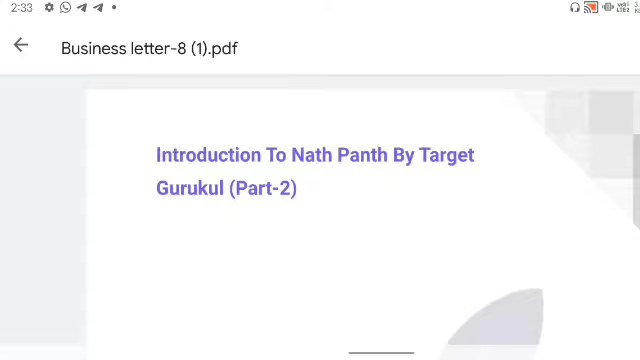 2:33
Business letter-8 (1).pdf
Introduction To Nath Panth By Target
Gurukul (Part-2)